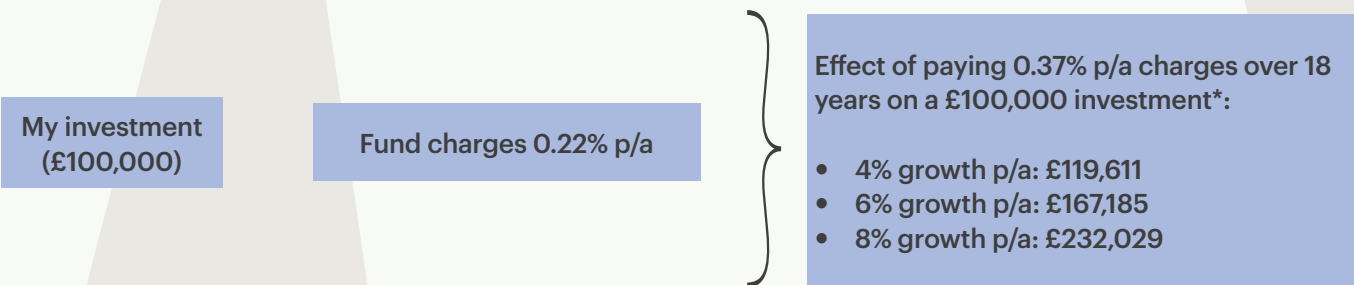 My investment
(£100,000)
Fund charges 0.22% p/a
Effect of paying 0.37% p/a charges over 18
years on a £100,000 investment*:
• 4% growth p/a: £119,611
• 6% growth p/a: £167,185
• 8% growth p/a: £232,029